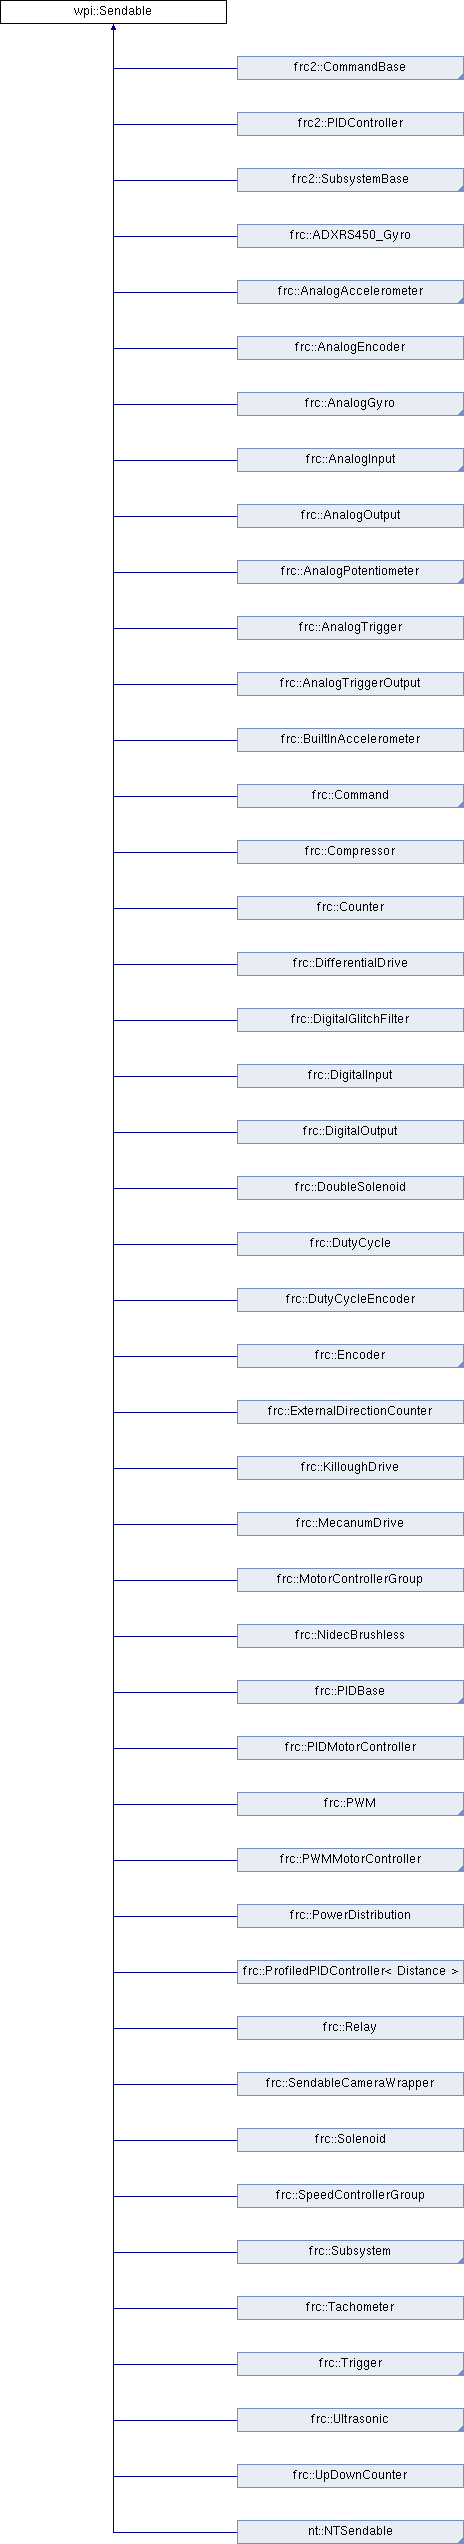 wpi::Sendable
frc2::CommandBase
frc2::PIDController
frc2::SubsystemBase
frc::ADXRS450_Gyro
frc::AnalogAccelerometer
frc::AnalogEncoder
frc::AnalogGyro
frc::AnalogInput
frc::AnalogOutput
frc::AnalogPotentiometer
frc::AnalogTrigger
frc::AnalogTriggerOutput
frc::BuiltInAccelerometer
frc::Command
frc::Compressor
frc::Counter
frc::DifferentialDrive
frc::DigitalGlitchFilter
frc::DigitalInput
frc::DigitalOutput
frc::DoubleSolenoid
frc::DutyCycle
frc::DutyCycleEncoder
frc::Encoder
frc::ExternalDirectionCounter
frc::KilloughDrive
frc::MecanumDrive
frc::MotorControllerGroup
frc::NidecBrushless
frc::PIDBase
frc::PIDMotorController
frc::PWM
frc::PWMMotorController
frc::PowerDistribution
frc::ProfiledPIDController< Distance >
frc::Relay
frc::SendableCameraWrapper
frc::Solenoid
frc::SpeedControllerGroup
frc::Subsystem
frc::Tachometer
frc::Trigger
frc::Ultrasonic
frc::UpDownCounter
nt::NTSendable